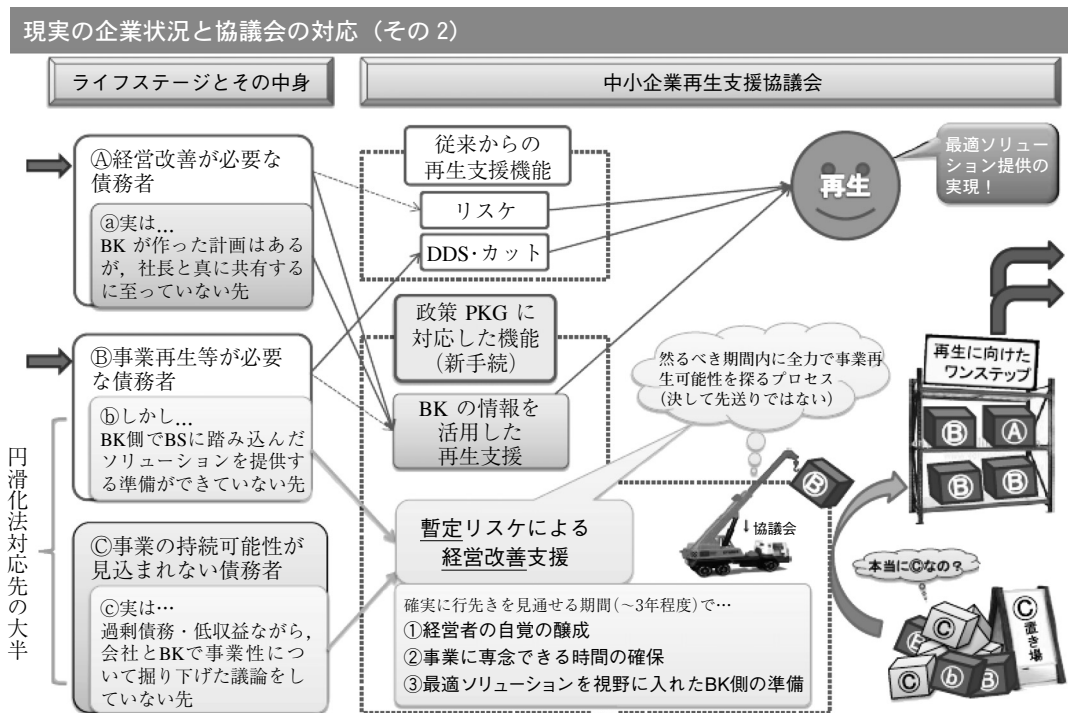 現実の企業状況と協議会の対応（その2）
ライフステージとその中身
中小企業再生支援協議会
Ⓐ経営改善が必要な
債務者
ⓐ実は…
BK が作った計画はある
が，社長と真に共有する
に至っていない先
Ⓑ事業再生等が必要
な債務者
ⓑしかし…
BK側でBSに踏み込んだ
ソリューションを提供す
る準備ができていない先
Ⓒ事業の持続可能性が
見込まれない債務者
ⓒ実は…
過剰債務・低収益ながら，
会社とBKで事業性につ
いて掘り下げた議論をし
ていない先
円滑化法対応先の大半
従来からの
再生支援機能
リスケ
DDS・カット
政策 PKG に
対応した機能
（新手続）
BK の情報を
活用した
再生支援
暫定リスケによる
経営改善支援
確実に行先きを見通せる期間（～3年程度）で…
①経営者の自覚の醸成
②事業に専念できる時間の確保
③最適ソリューションを視野に入れたBK側の準備
再生
最適ソリュー
ション提供の
実現！
然るべき期間内に全力で事業再
生可能性を探るプロセス
（決して先送りではない）
Ⓑ
↓協議会
再生に向けた
ワンステップ
Ⓑ Ⓐ
Ⓑ Ⓑ
本当にⒸなの？
Ⓒ
Ⓒ
Ⓒ ⓑ Ⓑ
Ⓒ置き場